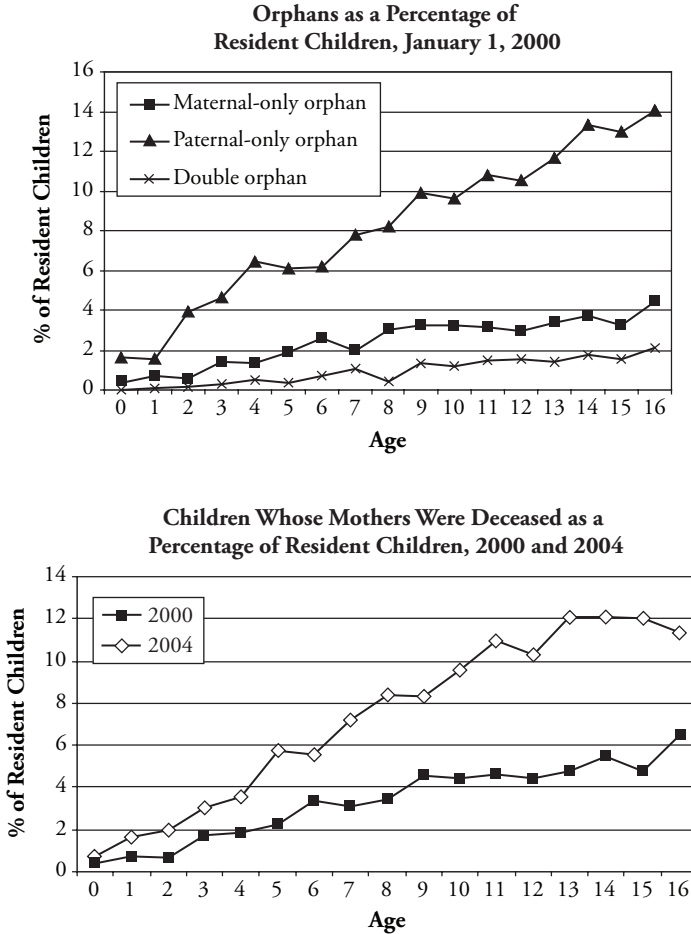 Orphans as a Percentage of
Resident Children, January 1, 2000
% of Resident Children
16
14
12
10
8
6
4
2
0
Maternal-only orphan
Paternal-only orphan
Double orphan
0 1 2 3 4 5 6 7 8 9 10 11 12 13 14 15 16
Age
Children Whose Mothers Were Deceased as a
Percentage of Resident Children, 2000 and 2004
% of Resident Children
14
12
10
8
6
4
2
0
2000
2004
0 1 2 3 4 5 6 7 8 9 10 11 12 13 14 15 16
Age